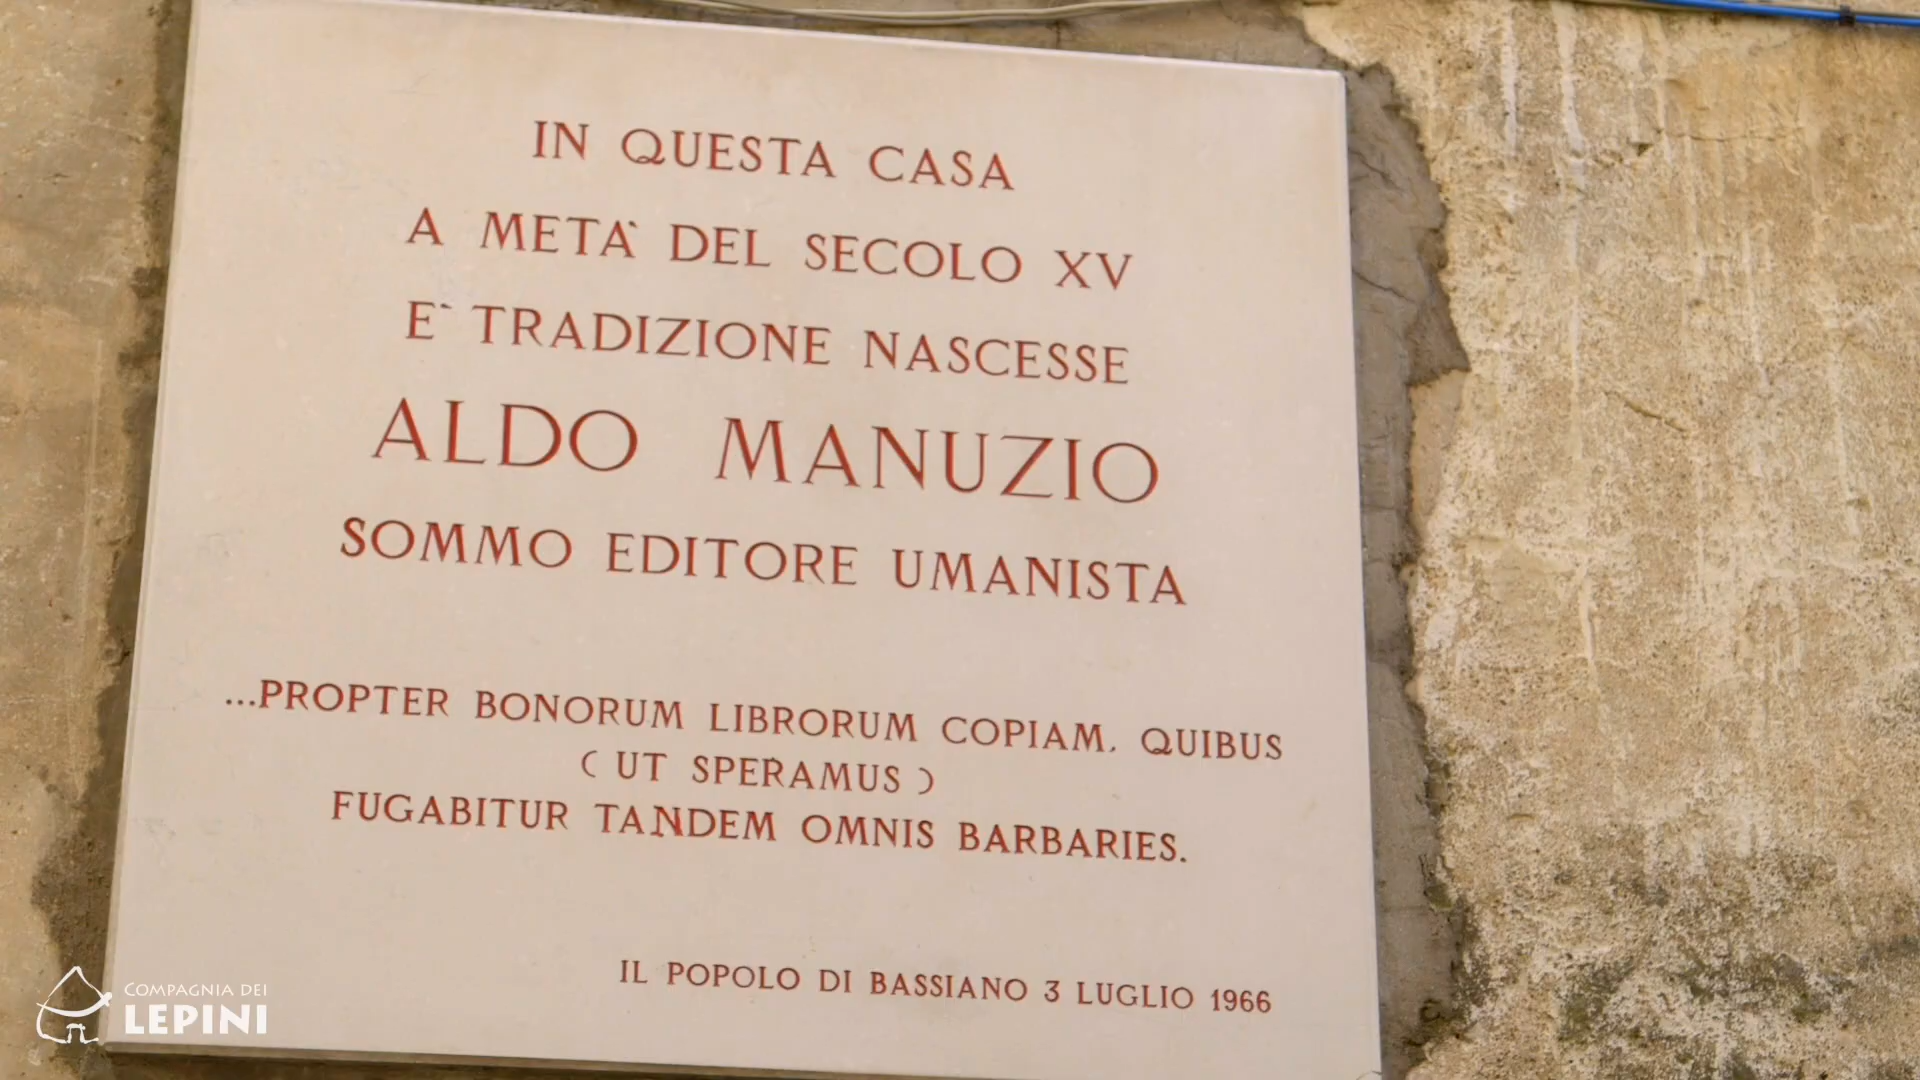 IN QUESTA CASA
A METÀ DEL SECOLO XV
E` TRADIZIONE NASCESSE
ALDO MANUZIO
SOMMO EDITORE UMANISTA
...PROPTER BONORUM LIBRORUM COPIAM. QUIBUS
( UT SPERAMUS )
FUGABITUR TANDEM OMNIS BARBARIES.
IL POPOLO DI BASSIANO 3 LUGLIO 1966
COMPAGNIA DEI
LEPINI